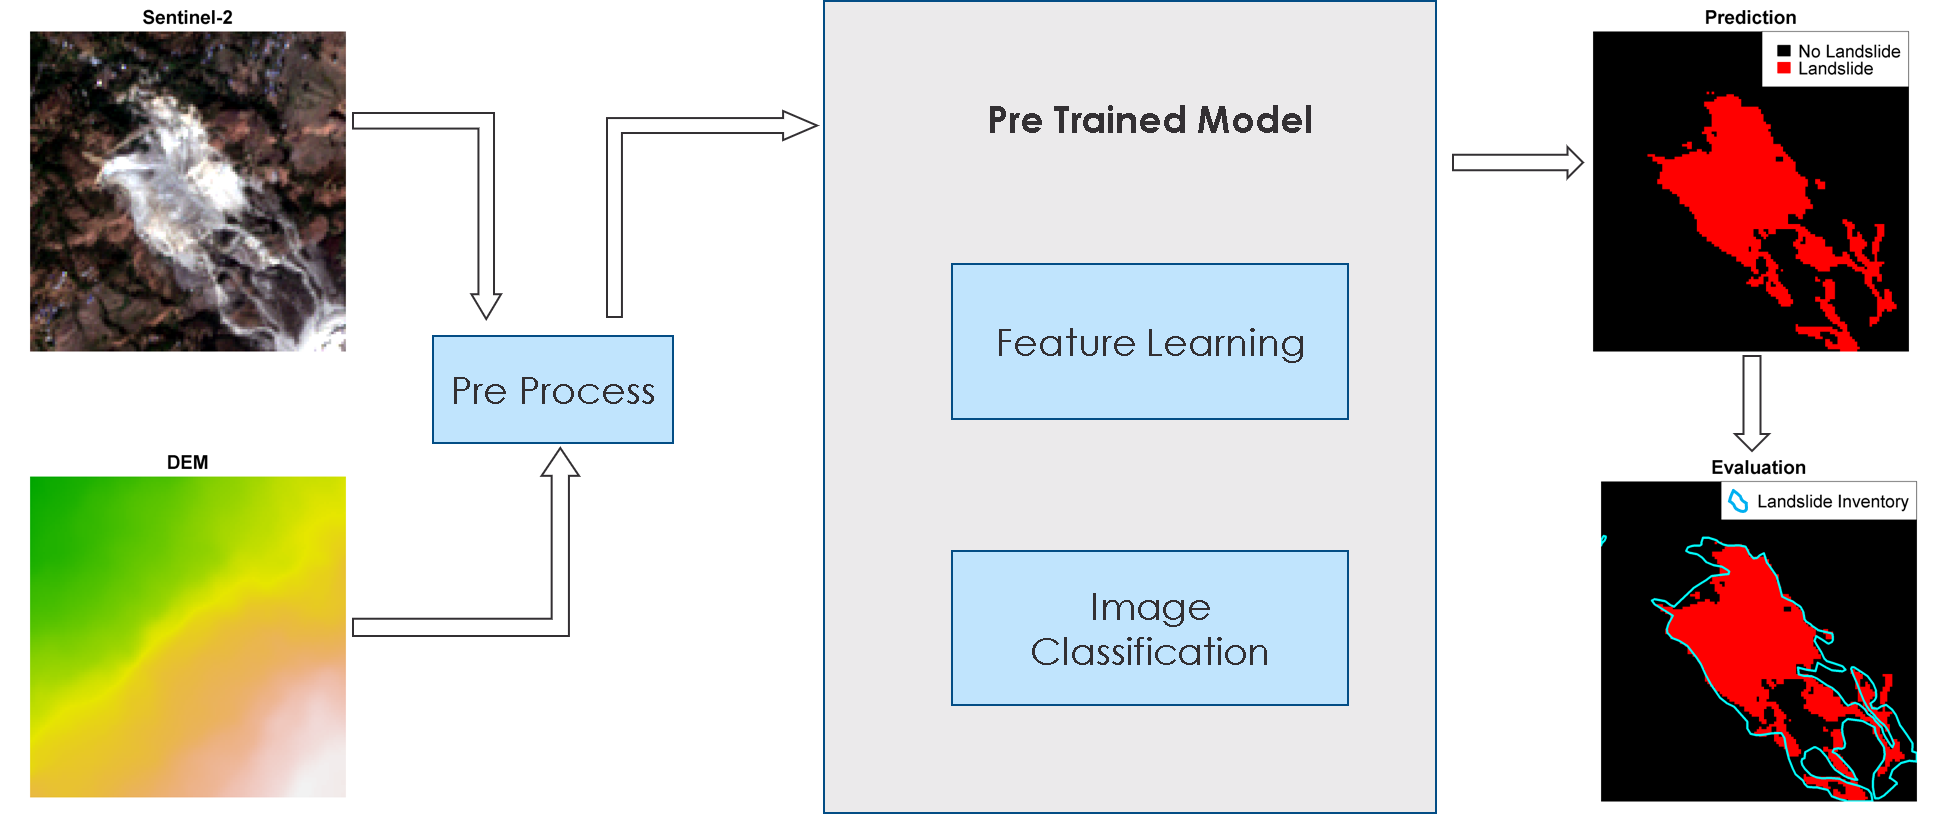 Sentinel-2
DEM
Pre Process
Pre Trained Model
Feature Learning
Image
Classification
Prediction
No Landslide
Landslide
Evaluation
Landslide Inventory